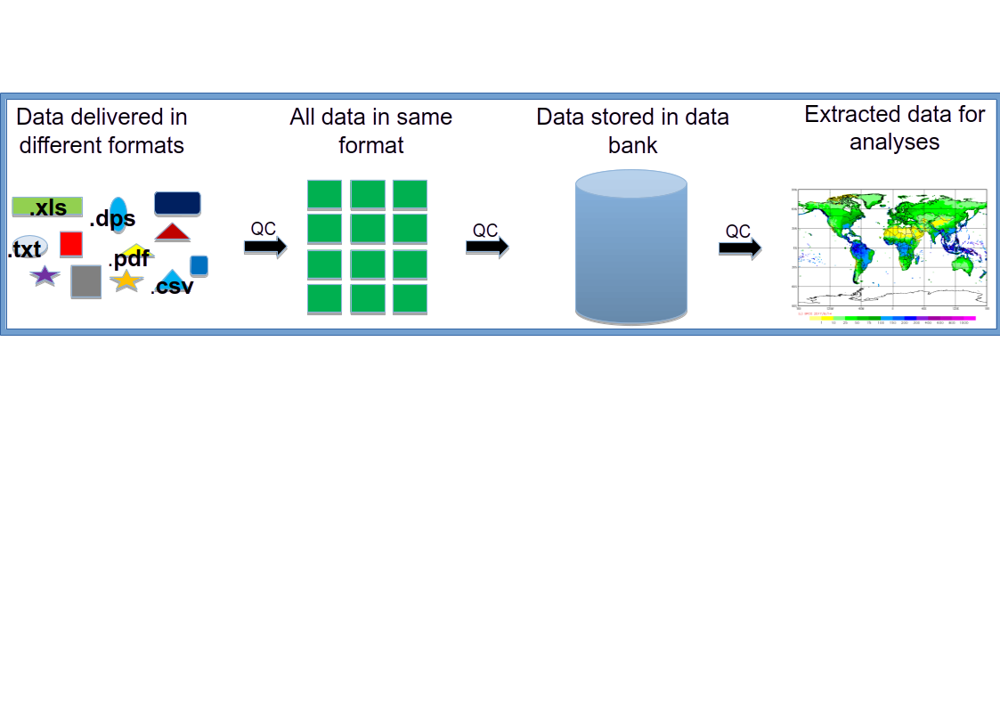 Data delivered in
different formats
All data in same
format
Data stored in data
bank
Extracted data for
analyses
.xls
.dps
.txt
.pdf
.csv
QC
QC
QC